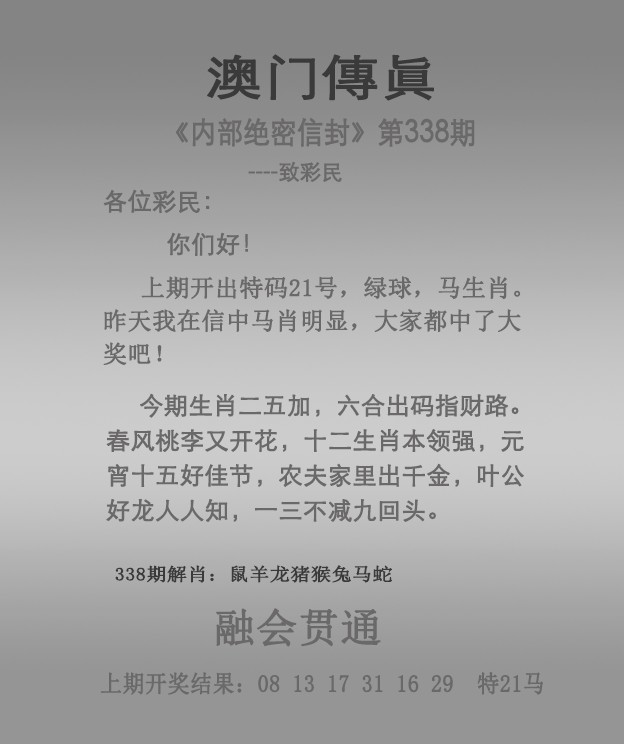 澳门傳眞
《内部绝密信封》第338期
----致彩民
各位彩民：
你们好！
上期开出特码21号，绿球，马生肖。
昨天我在信中马肖明显，大家都中了大
奖吧！
今期生肖二五加，六合出码指财路。
春风桃李又开花，十二生肖本领强，元
宵十五好佳节，农夫家里出千金，叶公
好龙人人知，一三不减九回头。
338期解肖：鼠羊龙猪猴兔马蛇
融会贯通
上期开奖结果：08 13 17 31 16 29 特21马